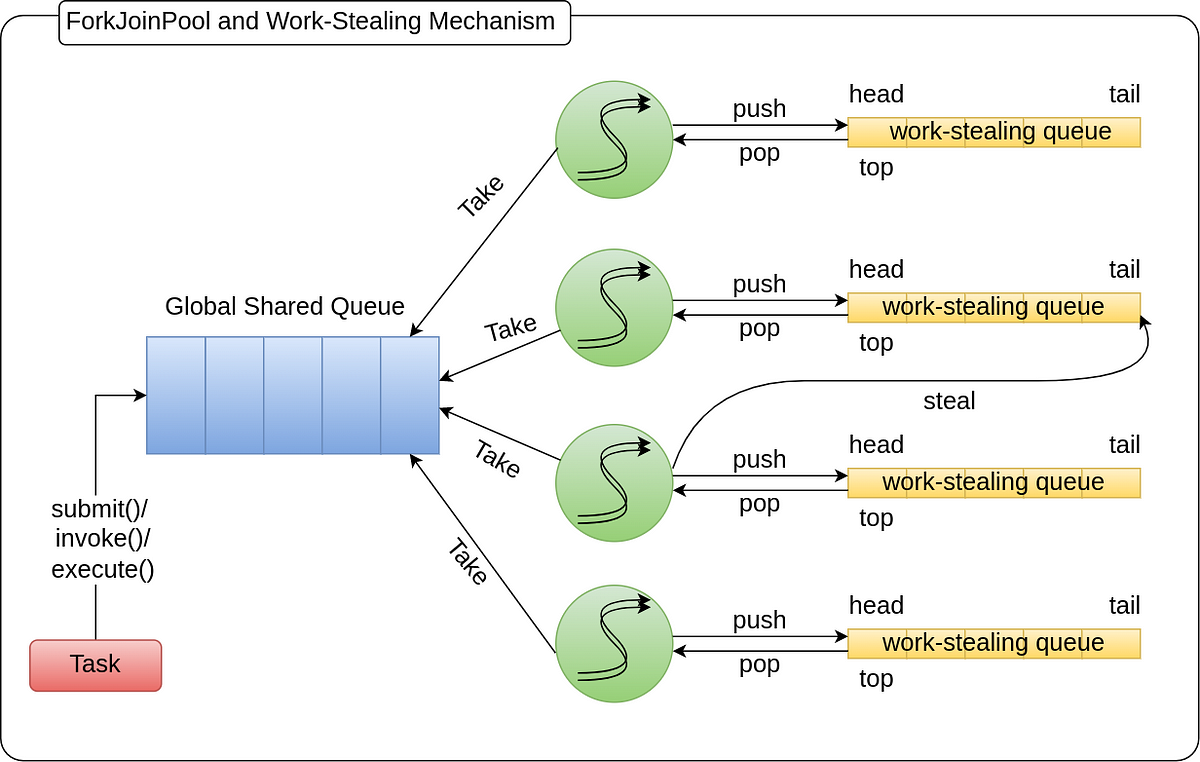 ForkJoinPool and Work-Stealing Mechanism
head
tail
push
work-stealing queue
pop
top
Take
head
tail
push
work-stealing queue
pop
top
Global Shared Queue
Take
steal
Take
head
tail
push
work-stealing queue
pop
top
submit()/
invoke()/
execute()
Take
head
tail
push
work-stealing queue
pop
top
Task